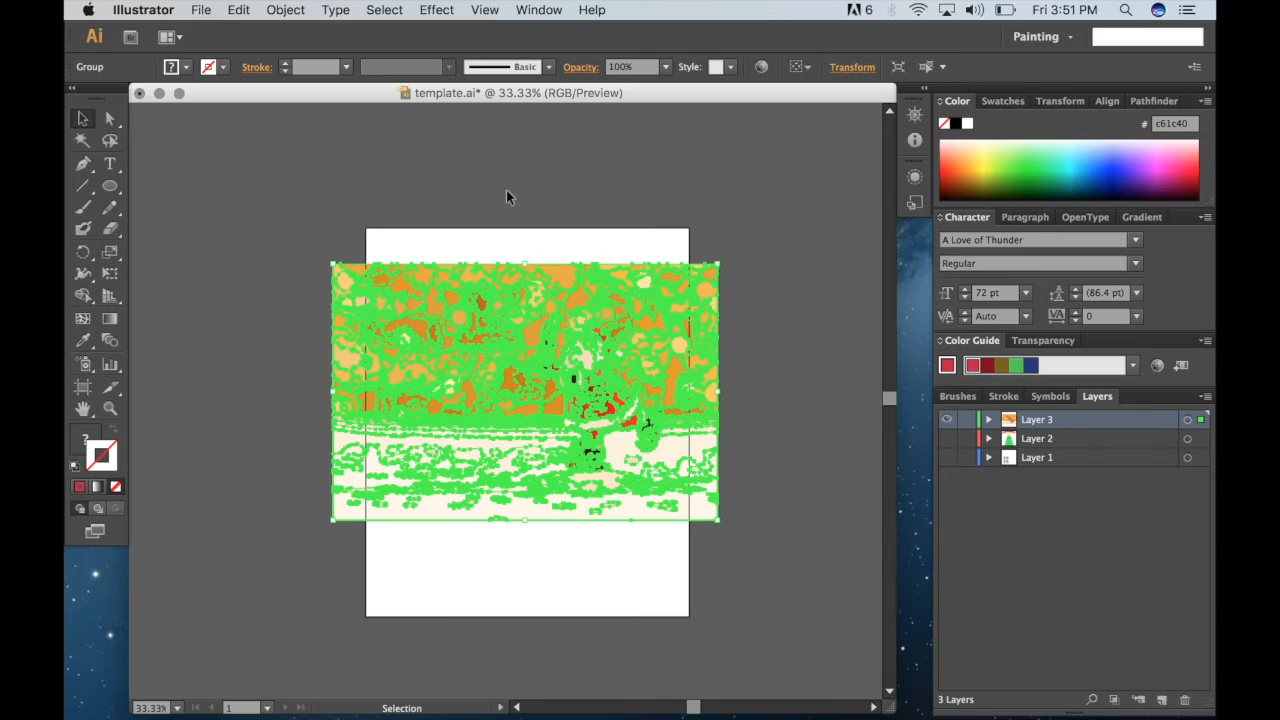 Illustrator File Edit Object Type Select Effect View Window Help 6 Fri 3:51 PM
Ai Br Painting
Group ? Stroke: Basic Opacity: 100% Style: Transform
template.ai* @ 33.33% (RGB/Preview)
Color Swatches Transform Align Pathfinder
# c61c40
Character Paragraph OpenType Gradient
A Love of Thunder
Regular
72 pt (86.4 pt)
Auto 0
Color Guide Transparency
Brushes Stroke Symbols Layers
Layer 3
Layer 2
Layer 1
?
3 Layers
33.33% 1 Selection